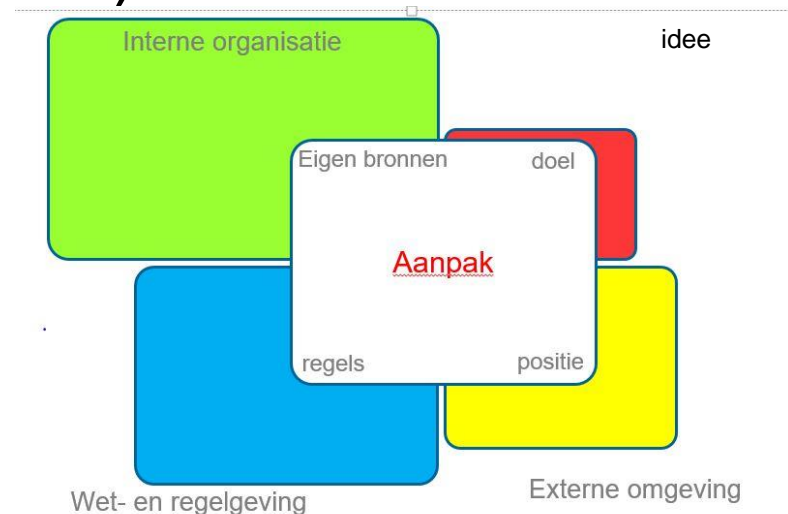 Interne organisatie
idee
Eigen bronnen
doel
Aanpak
regels
positie
Wet- en regelgeving
Externe omgeving